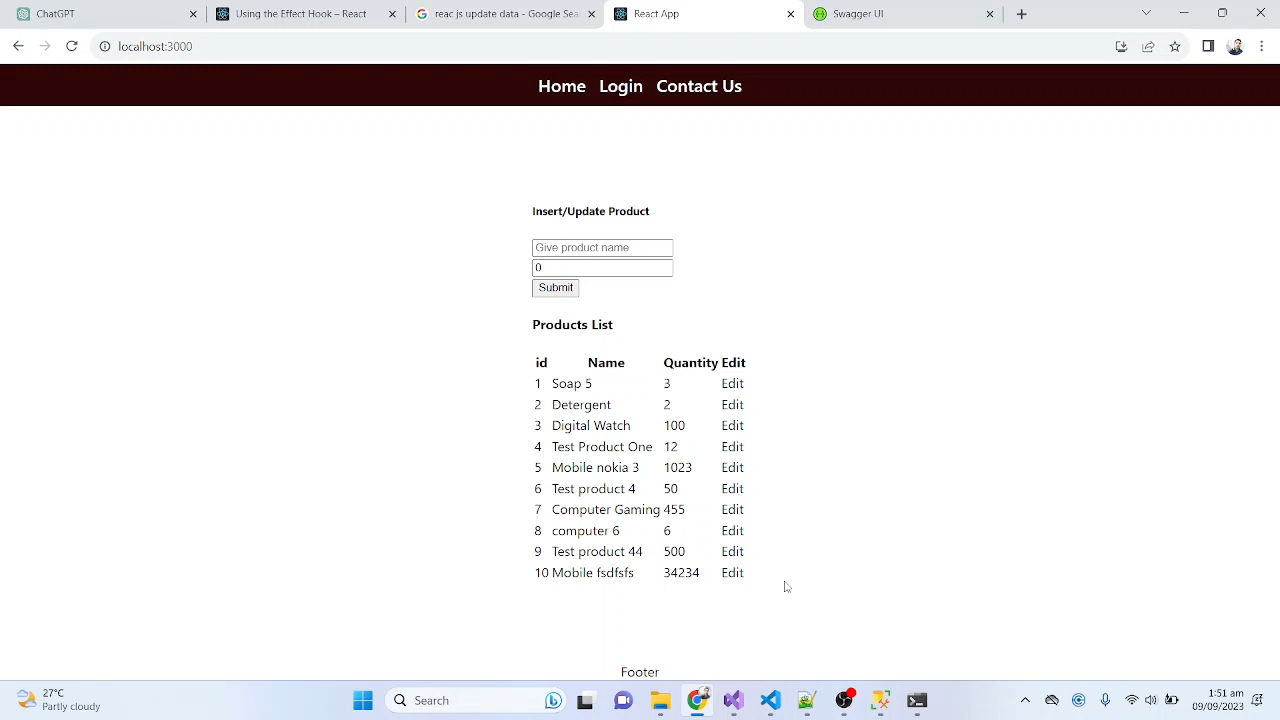 ChatGPT
Using the Effect Hook – React
reac js update data - Google Sea
React App
Swagger UI
localhost:3000
Home Login Contact Us
Insert/Update Product
Give product name
0
Submit
Products List
id Name Quantity Edit
1 Soap 5 3 Edit
2 Detergent 2 Edit
3 Digital Watch 100 Edit
4 Test Product One 12 Edit
5 Mobile nokia 3 1023 Edit
6 Test product 4 50 Edit
7 Computer Gaming 455 Edit
8 computer 6 6 Edit
9 Test product 44 500 Edit
10 Mobile fsdfsfs 34234 Edit
Footer
27°C
Partly cloudy
Search
1:51 am
09/09/2023